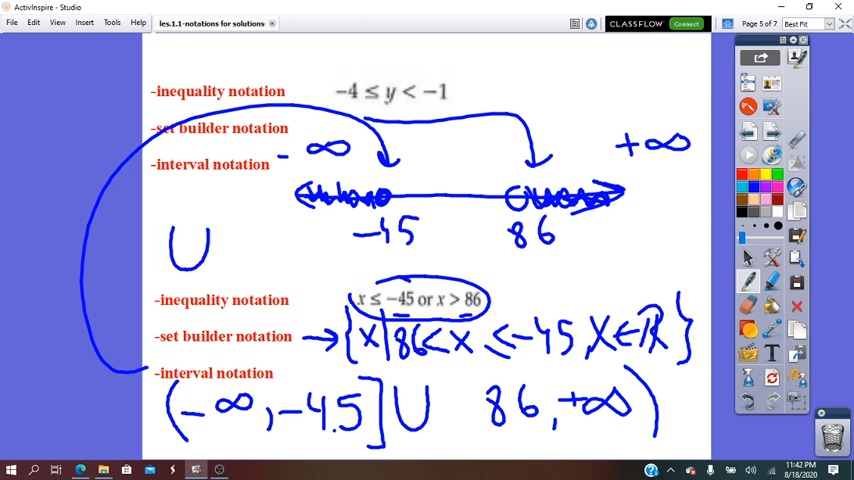 ActivInspire - Studio
File Edit View Insert Tools Help
les.1.1-notations for solutions
CLASSFLOW Connect
Page 5 of 7
Best Fit
-inequality notation −4 ≤ y < −1
-set builder notation
-interval notation
- ∞ +∞
-45 86
U
-inequality notation x ≤ −45 or x > 86
-set builder notation → {x|86<x ≤-45,x∈ℝ}
-interval notation
(-∞,-4.5] U 86,+∞)
11:42 PM
8/18/2020